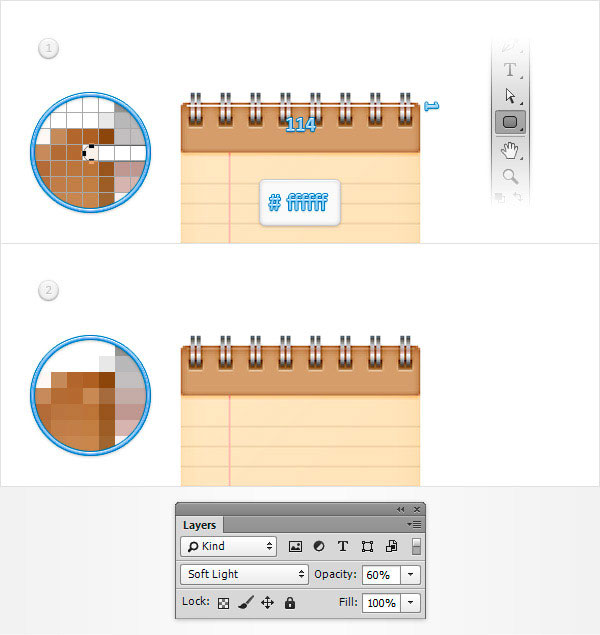 1
T
1
114
# ffffff
2
Layers
Kind
T
Soft Light Opacity: 60%
Lock: Fill: 100%